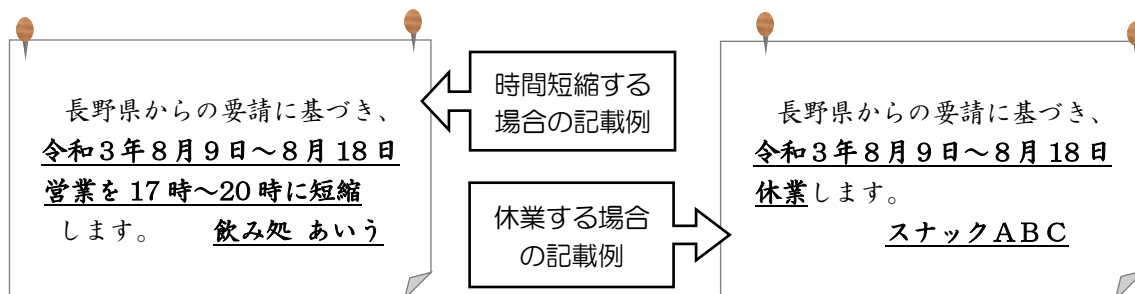 長野県からの要請に基づき、
令和3年8月9日～8月18日
営業を17時～20時に短縮
します。 飲み処 あいう
時間短縮する
場合の記載例
休業する場合
の記載例
長野県からの要請に基づき、
令和3年8月9日～8月18日
休業します。
スナックＡＢＣ